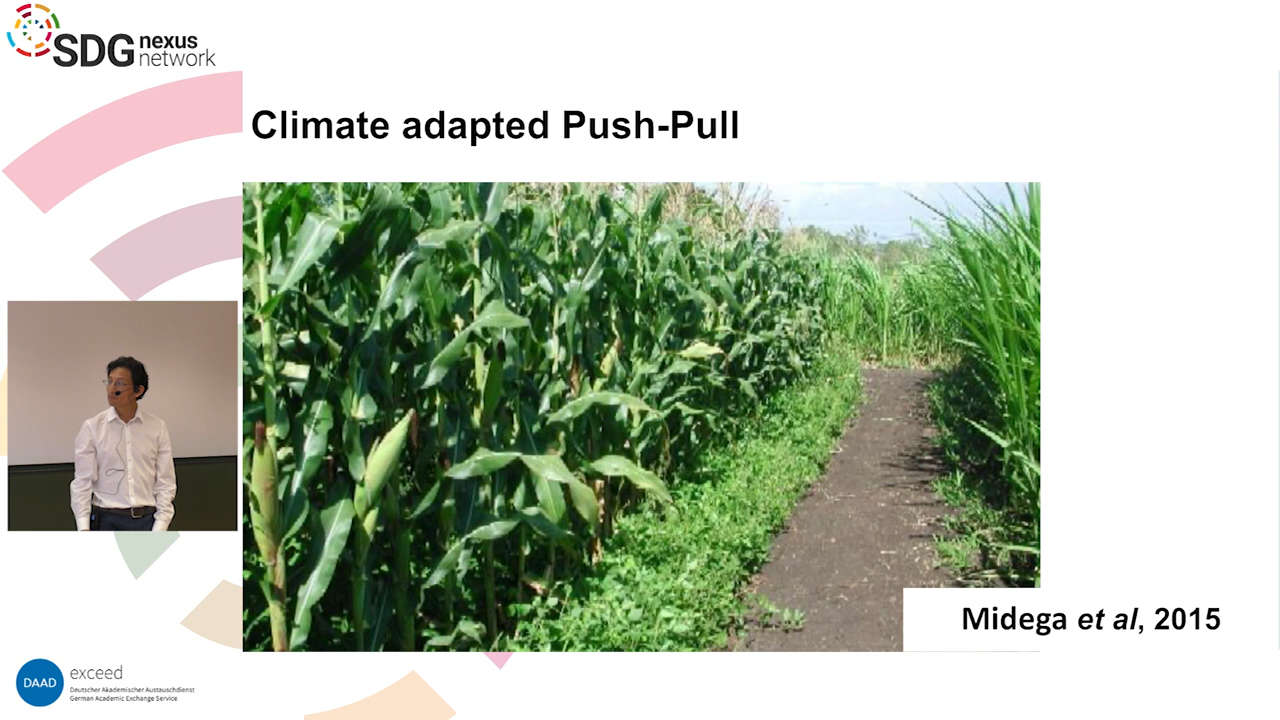 SDG nexus
network
Climate adapted Push-Pull
Midega et al, 2015
DAAD
exceed
Deutscher Akademischer Austauschdienst
German Academic Exchange Service